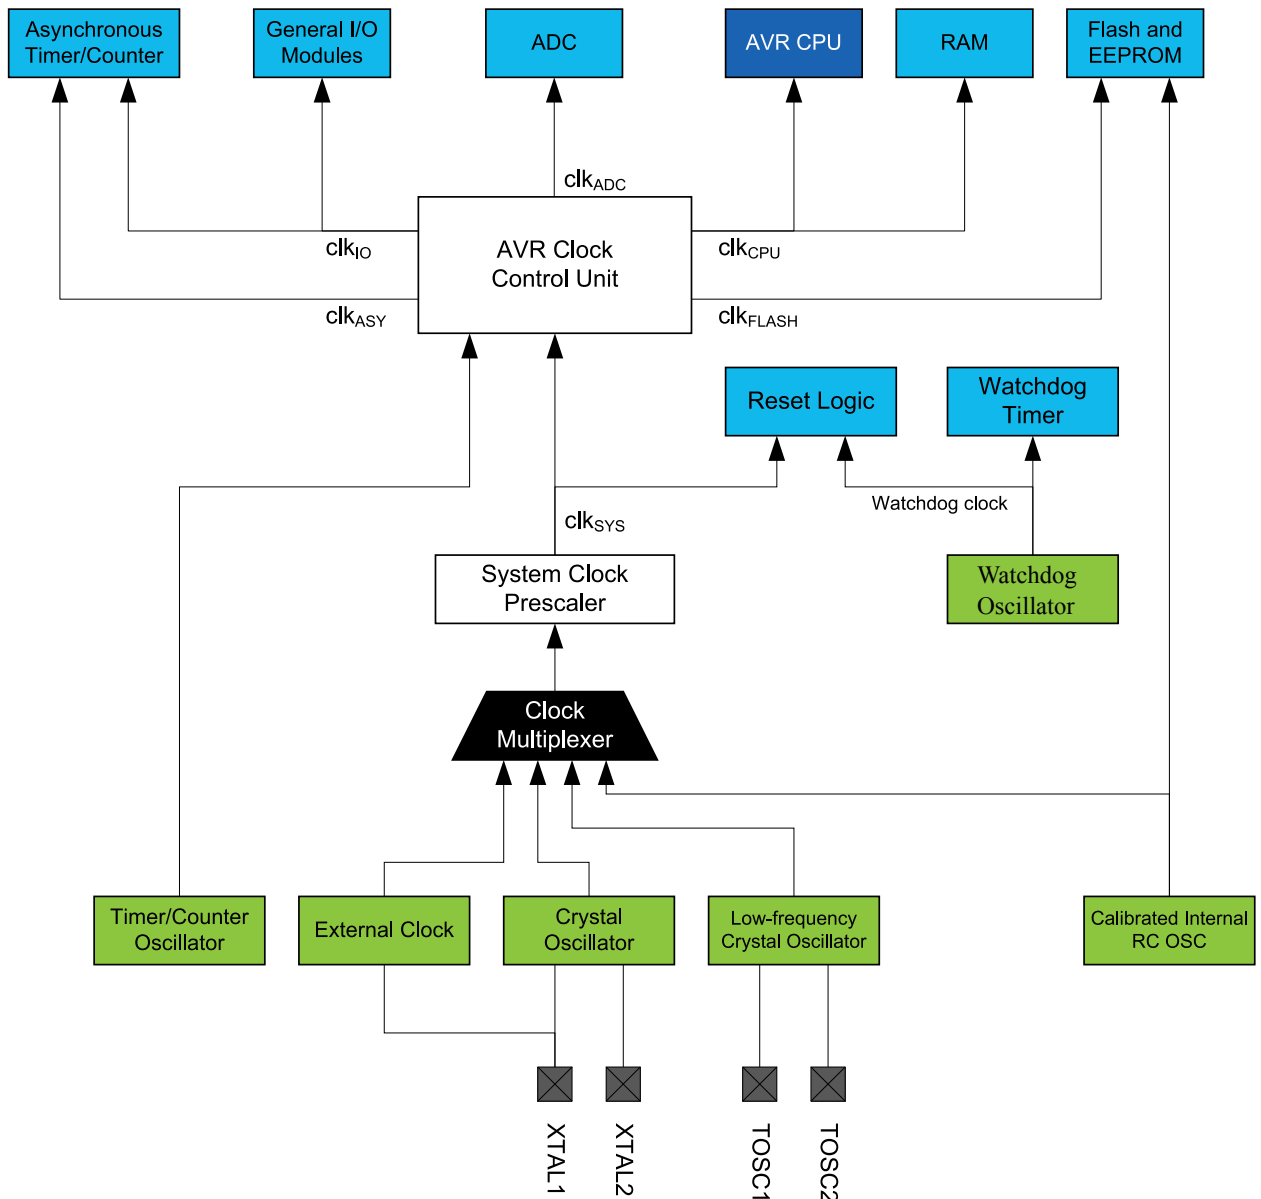 Asynchronous
Timer/Counter
General I/O
Modules
ADC
AVR CPU
RAM
Flash and
EEPROM
clkADC
clkIO
AVR Clock
Control Unit
clkCPU
clkASY
clkFLASH
Reset Logic
Watchdog
Timer
Watchdog clock
clkSYS
System Clock
Prescaler
Watchdog
Oscillator
Clock
Multiplexer
Timer/Counter
Oscillator
External Clock
Crystal
Oscillator
Low-frequency
Crystal Oscillator
Calibrated Internal
RC OSC
XTAL1
XTAL2
TOSC1
TOSC2